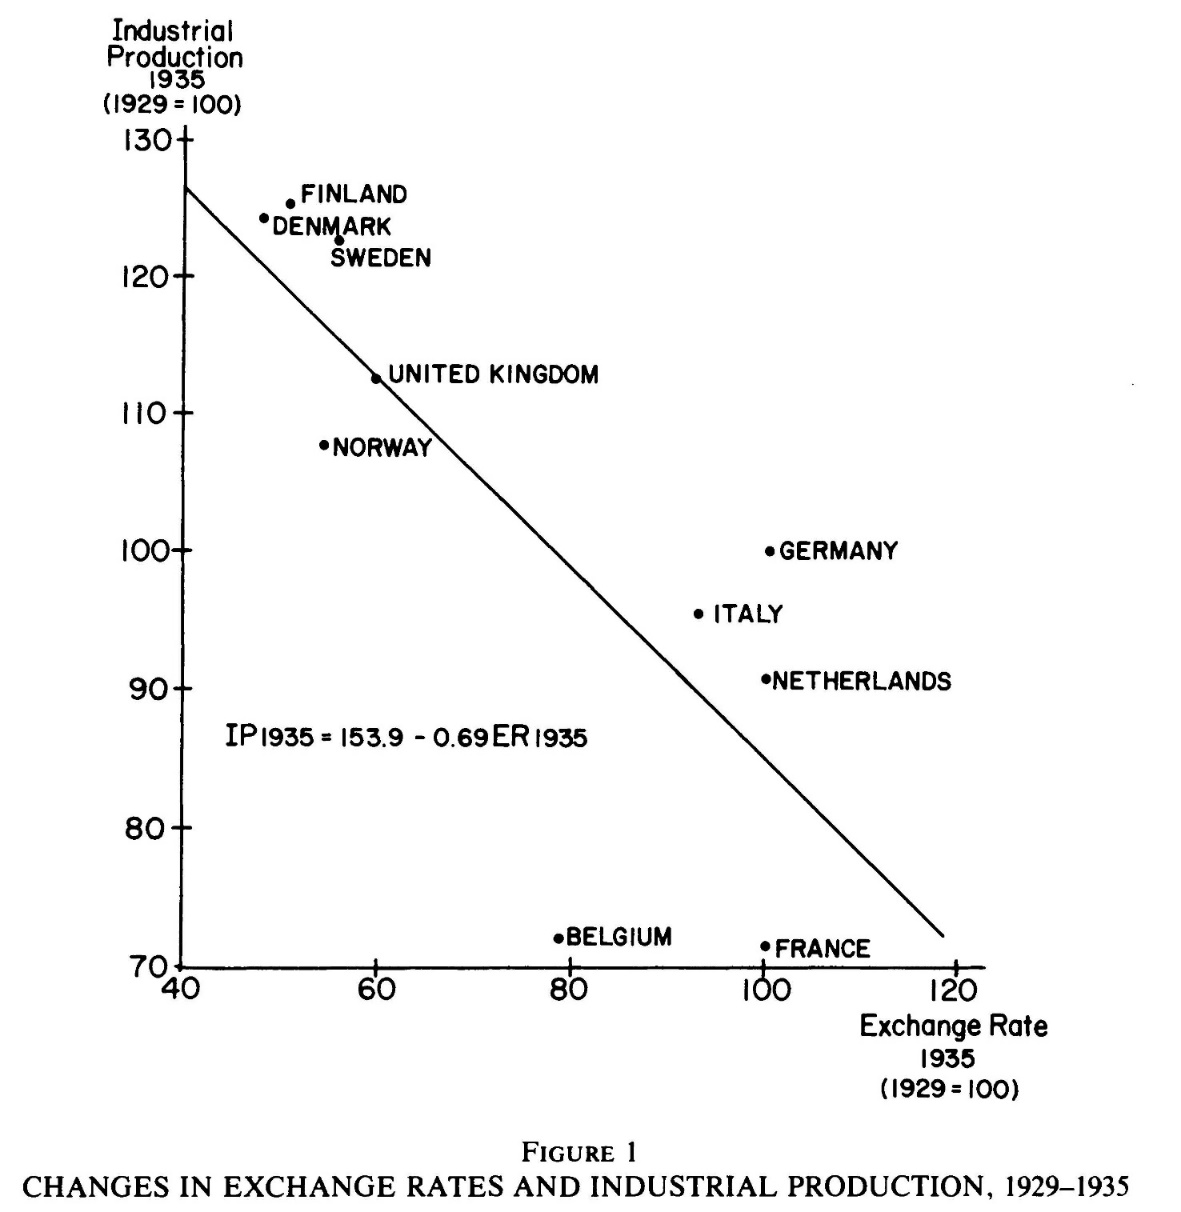 Industrial
Production
1935
(1929 = 100)
130
FINLAND
DENMARK
SWEDEN
120
UNITED KINGDOM
110
NORWAY
100
GERMANY
ITALY
90
NETHERLANDS
IP1935 = 153.9 - 0.69ER1935
80
BELGIUM
FRANCE
70
40 60 80 100 120
Exchange Rate
1935
(1929 = 100)
FIGURE 1
CHANGES IN EXCHANGE RATES AND INDUSTRIAL PRODUCTION, 1929–1935